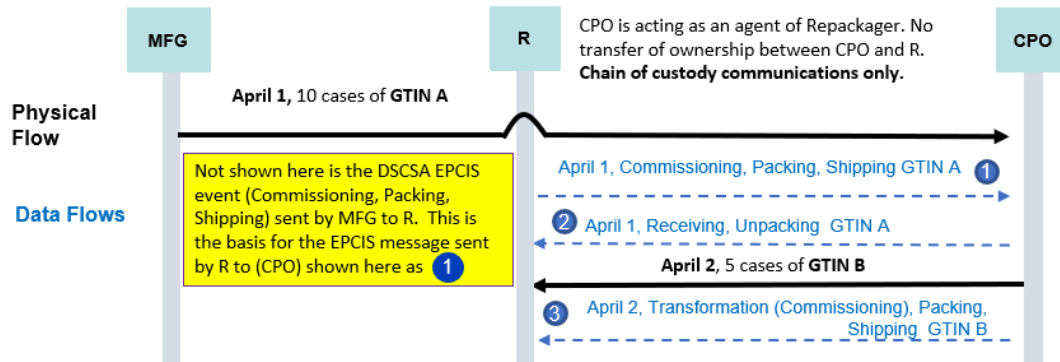 MFG
R
CPO
CPO is acting as an agent of Repackager. No
transfer of ownership between CPO and R.
Chain of custody communications only.
April 1, 10 cases of GTIN A
Physical
Flow
Not shown here is the DSCSA EPCIS
event (Commissioning, Packing,
Shipping) sent by MFG to R. This is
the basis for the EPCIS message sent
by R to (CPO) shown here as 1
April 1, Commissioning, Packing, Shipping GTIN A 1
Data Flows
2 April 1, Receiving, Unpacking GTIN A
April 2, 5 cases of GTIN B
3 April 2, Transformation (Commissioning), Packing,
Shipping GTIN B